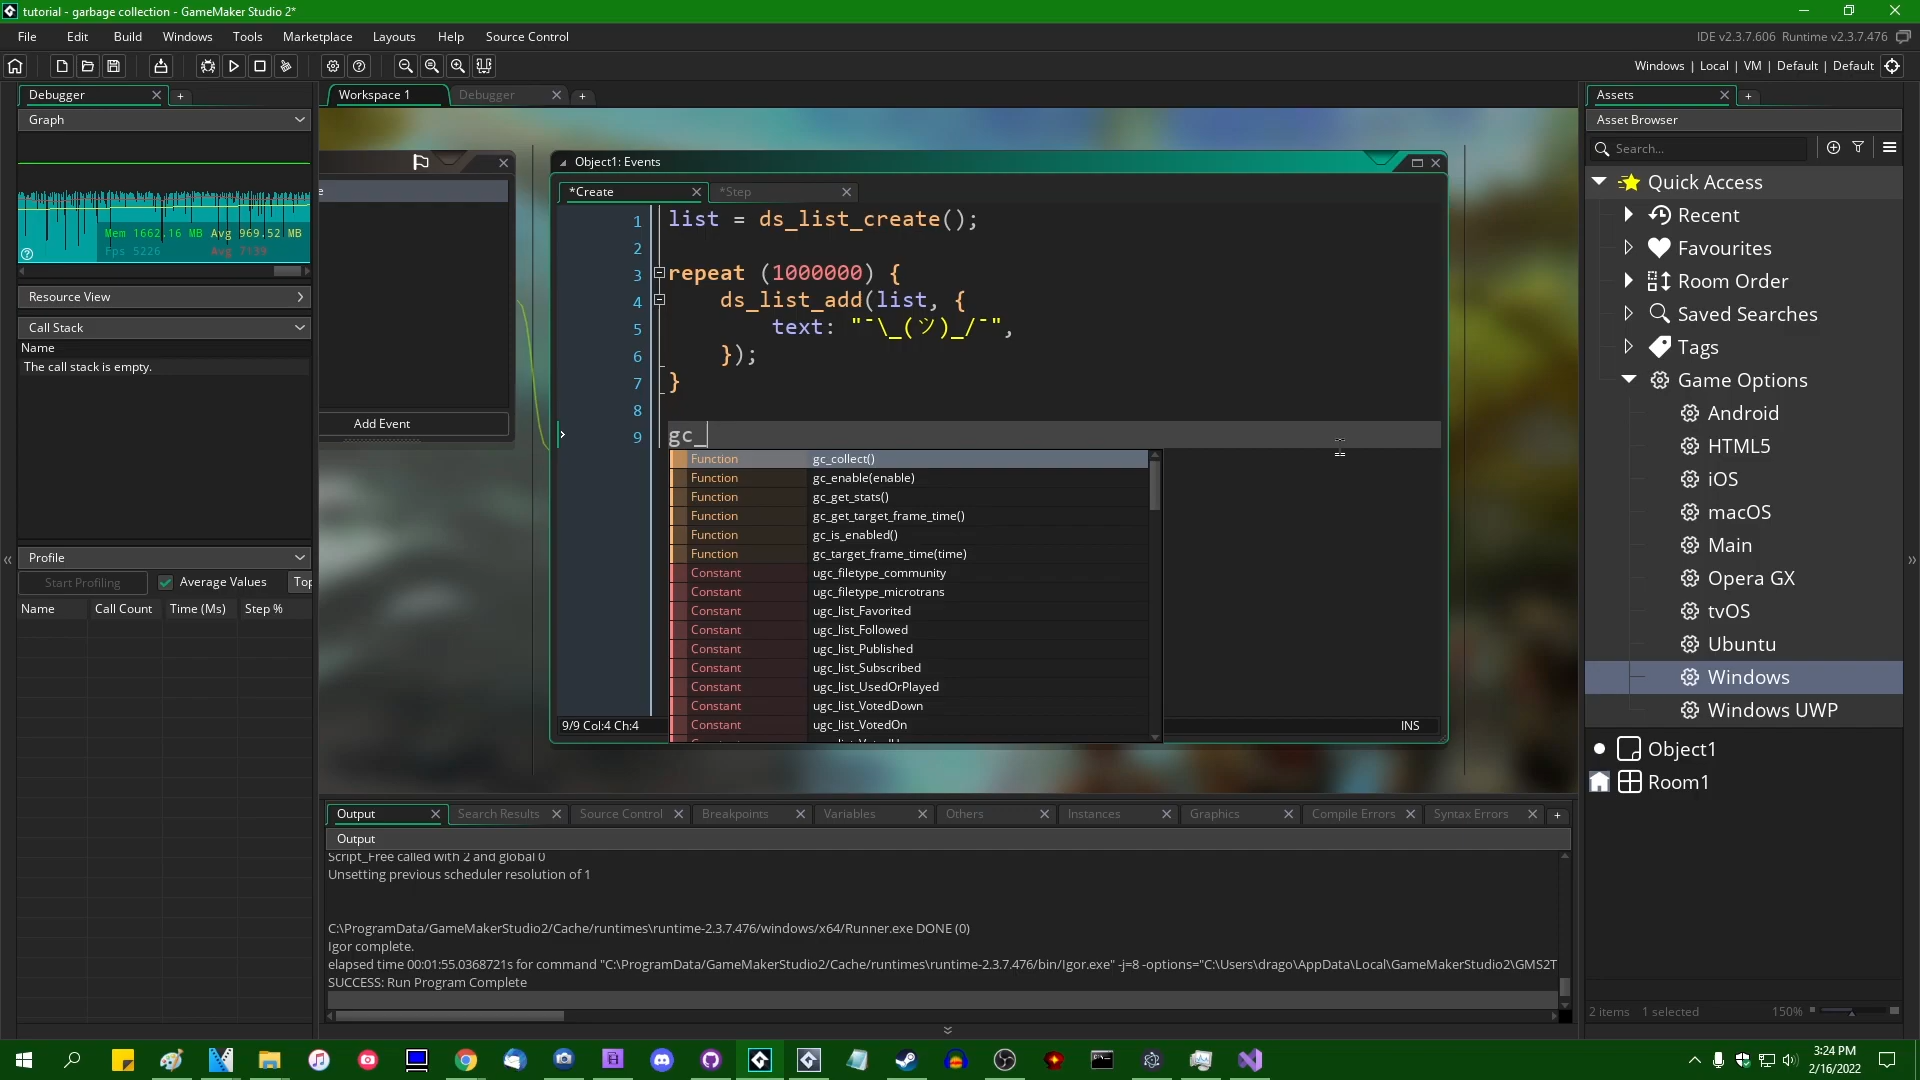 tutorial - garbage collection - GameMaker Studio 2*
File Edit Build Windows Tools Marketplace Layouts Help Source Control
IDE v2.3.7.606 Runtime v2.3.7.476
Windows | Local | VM | Default | Default
Debugger
Graph
Mem 1662.16 MB Avg 969.52 MB
Fps 5226 Avg 7139
Resource View
Call Stack
Name
The call stack is empty.
Profile
Start Profiling Average Values Top
Name Call Count Time (Ms) Step %
Workspace 1 Debugger
Add Event
Object1: Events
*Create *Step
1 list = ds_list_create();
2
3 repeat (1000000) {
4 ds_list_add(list, {
5 text: "¯\_(ツ)_/¯",
6 });
7 }
8
9 gc_
Function gc_collect()
Function gc_enable(enable)
Function gc_get_stats()
Function gc_get_target_frame_time()
Function gc_is_enabled()
Function gc_target_frame_time(time)
Constant ugc_filetype_community
Constant ugc_filetype_microtrans
Constant ugc_list_Favorited
Constant ugc_list_Followed
Constant ugc_list_Published
Constant ugc_list_Subscribed
Constant ugc_list_UsedOrPlayed
Constant ugc_list_VotedDown
Constant ugc_list_VotedOn
9/9 Col:4 Ch:4 INS
Output Search Results Source Control Breakpoints Variables Others Instances Graphics Compile Errors Syntax Errors
Output
Script_Free called with 2 and global 0
Unsetting previous scheduler resolution of 1
C:\ProgramData/GameMakerStudio2/Cache/runtimes\runtime-2.3.7.476/windows/x64/Runner.exe DONE (0)
Igor complete.
elapsed time 00:01:55.0368721s for command "C:\ProgramData/GameMakerStudio2/Cache/runtimes\runtime-2.3.7.476/bin/Igor.exe" -j=8 -options="C:\Users\drago\AppData\Local\GameMakerStudio2\GMS2T
SUCCESS: Run Program Complete
Assets
Asset Browser
Search...
Quick Access
Recent
Favourites
Room Order
Saved Searches
Tags
Game Options
Android
HTML5
iOS
macOS
Main
Opera GX
tvOS
Ubuntu
Windows
Windows UWP
Object1
Room1
2 items 1 selected 150%
3:24 PM
2/16/2022